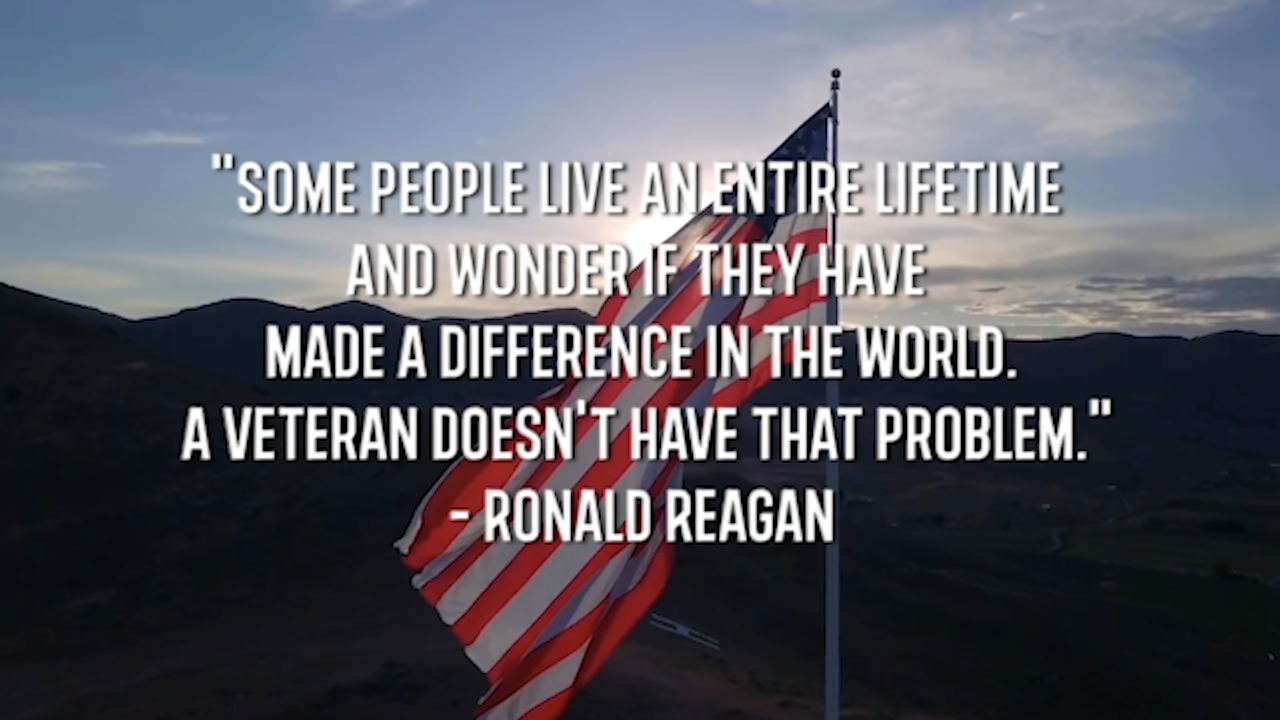 "SOME PEOPLE LIVE AN ENTIRE LIFETIME
AND WONDER IF THEY HAVE
MADE A DIFFERENCE IN THE WORLD.
A VETERAN DOESN'T HAVE THAT PROBLEM."
- RONALD REAGAN